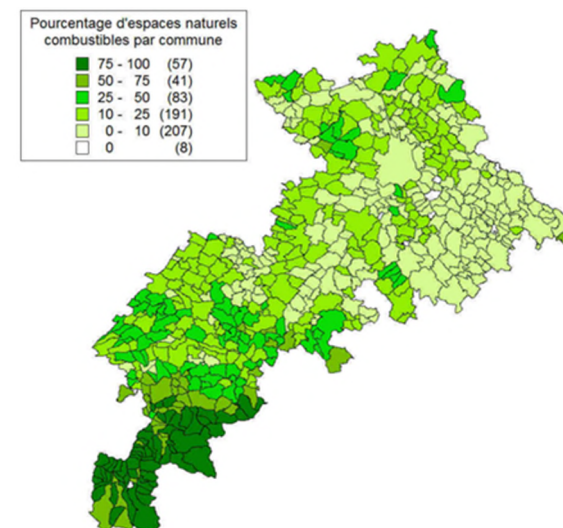 Pourcentage d'espaces naturels
combustibles par commune
75 - 100 (57)
50 - 75 (41)
25 - 50 (83)
10 - 25 (191)
0 - 10 (207)
0 (8)